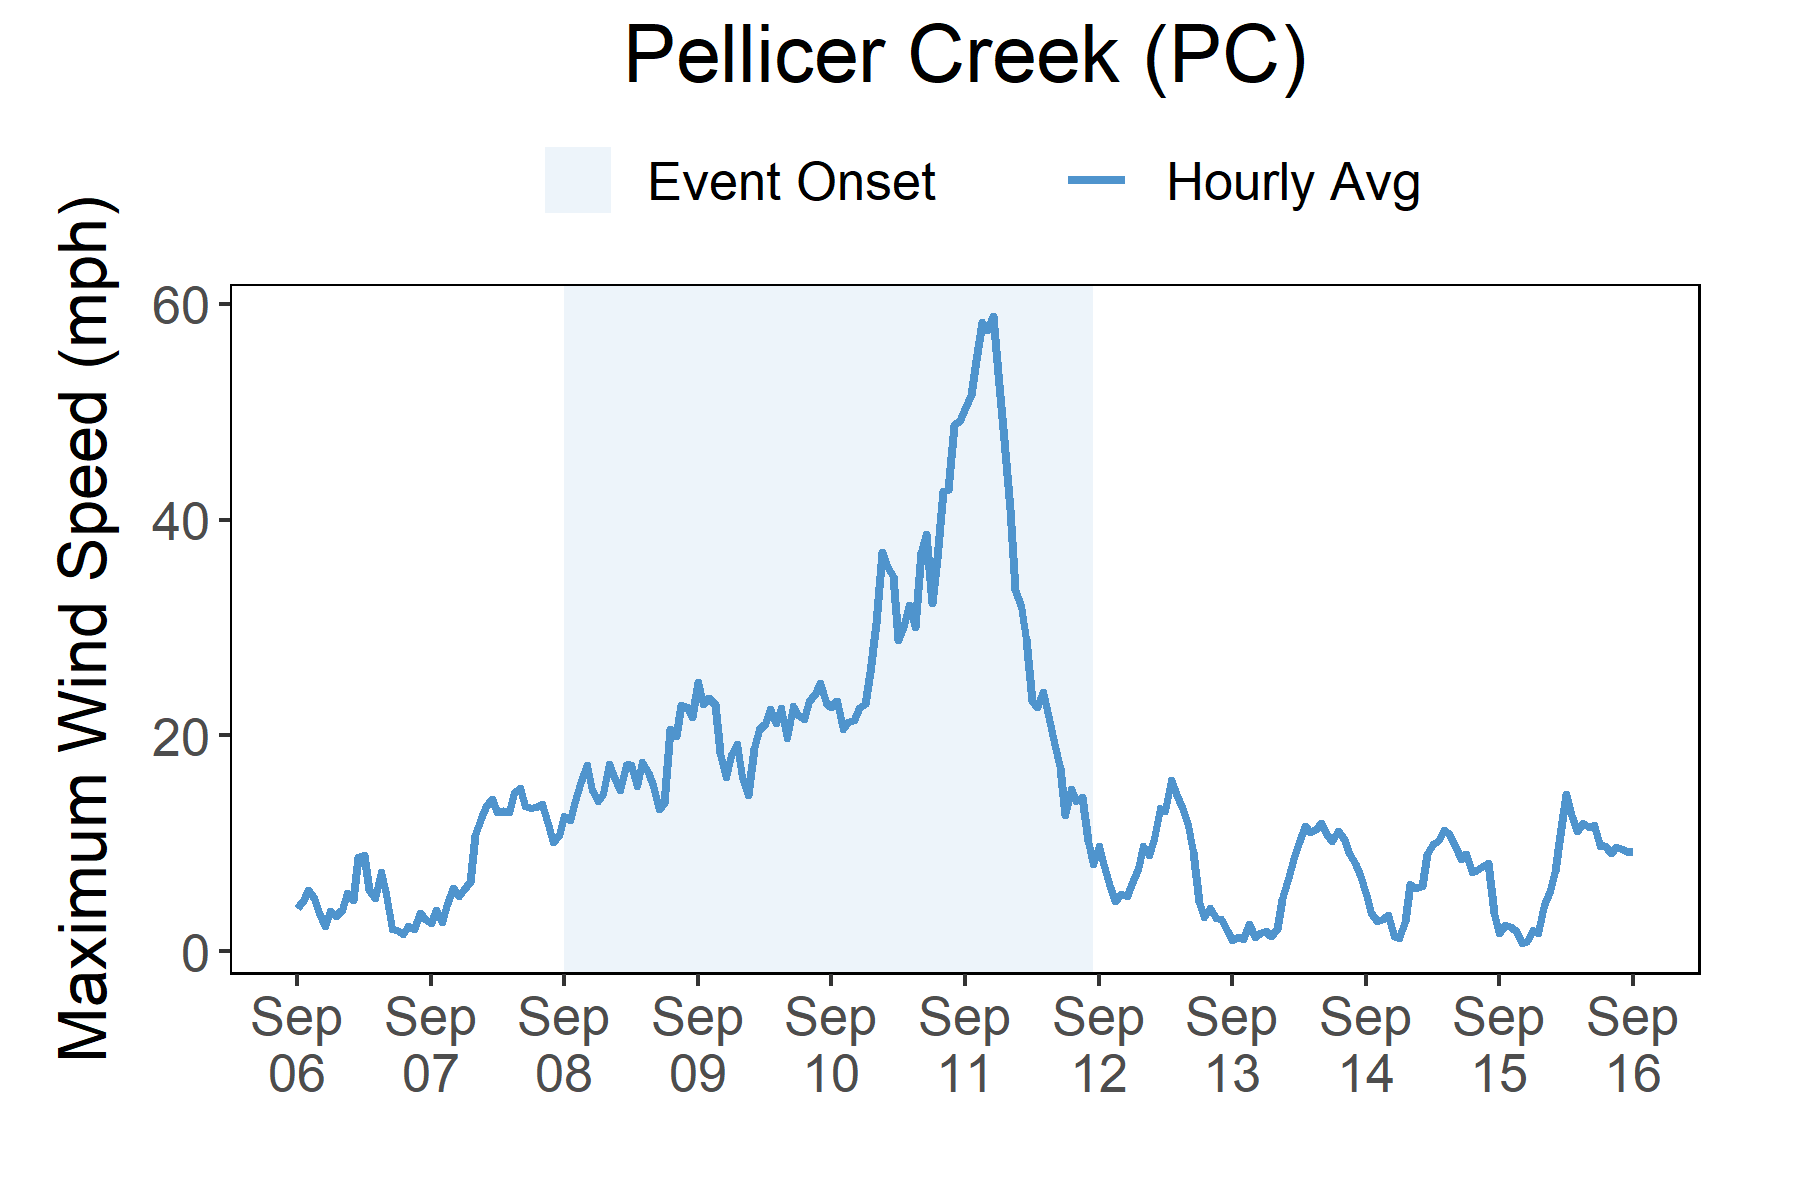 Pellicer Creek (PC)
Event Onset
Hourly Avg
Maximum Wind Speed (mph)
60
40
20
0
Sep 06
Sep 07
Sep 08
Sep 09
Sep 10
Sep 11
Sep 12
Sep 13
Sep 14
Sep 15
Sep 16